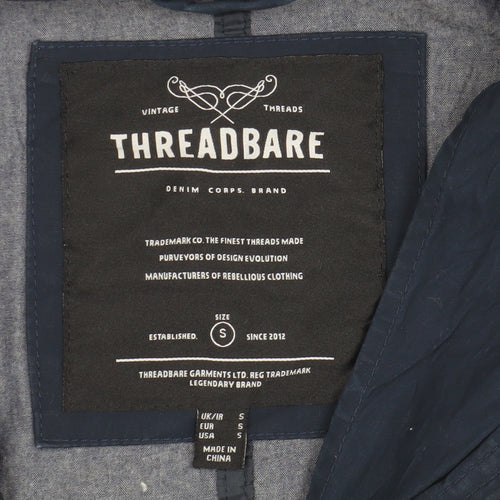 VINTAGE THREADS
THREADBARE
DENIM CORPS. BRAND
TRADEMARK CO. THE FINEST THREADS MADE
PURVEYORS OF DESIGN EVOLUTION
MANUFACTURERS OF REBELLIOUS CLOTHING
SIZE
ESTABLISHED. S SINCE 2012
THREADBARE GARMENTS LTD. REG TRADEMARK
LEGENDARY BRAND
UK/IR S
EUR S
USA S
MADE IN
CHINA